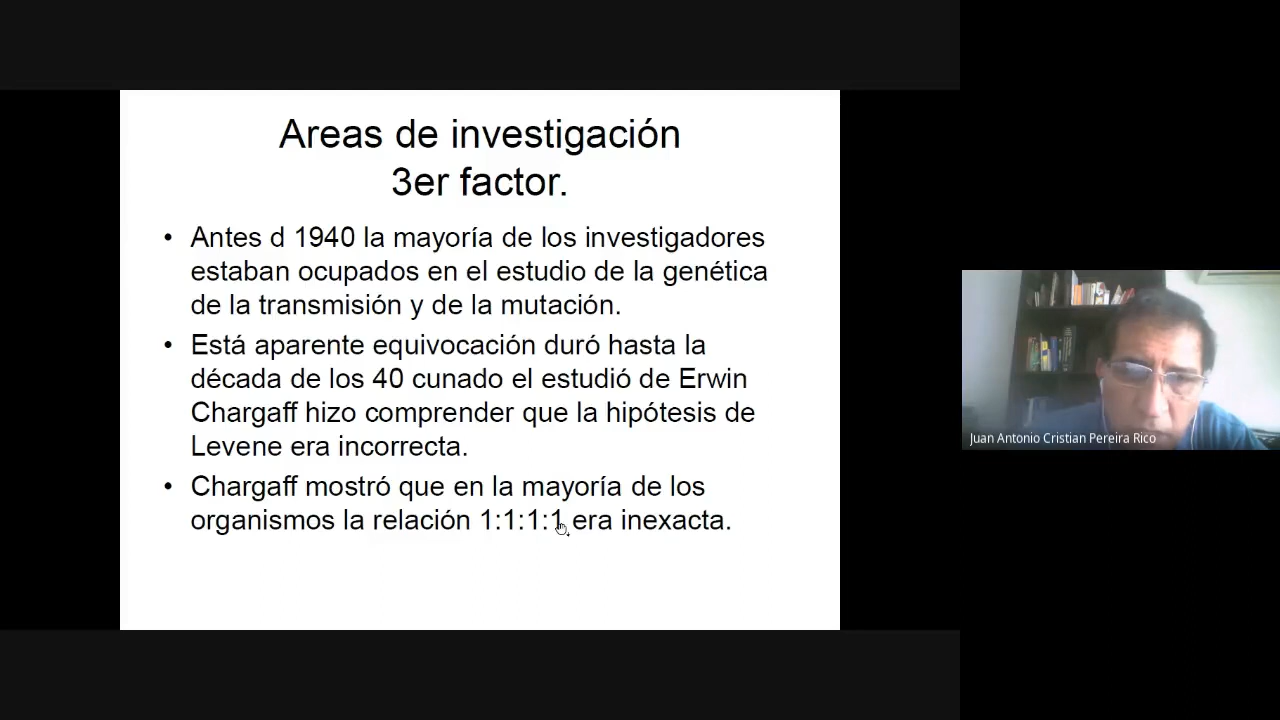 Areas de investigación
3er factor.
• Antes d 1940 la mayoría de los investigadores
estaban ocupados en el estudio de la genética
de la transmisión y de la mutación.
• Está aparente equivocación duró hasta la
década de los 40 cunado el estudió de Erwin
Chargaff hizo comprender que la hipótesis de
Levene era incorrecta.
• Chargaff mostró que en la mayoría de los
organismos la relación 1:1:1:1 era inexacta.
Juan Antonio Cristian Pereira Rico